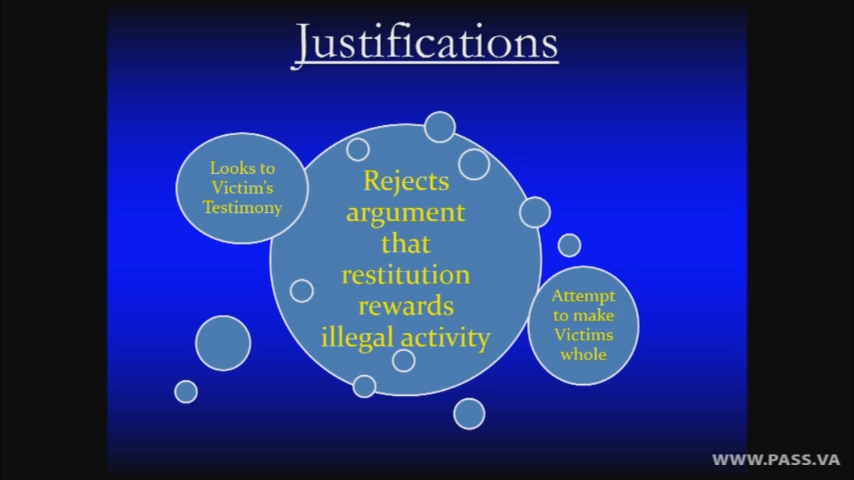 Justifications
Looks to
Victim's
Testimony
Rejects
argument
that
restitution
rewards
illegal activity
Attempt
to make
Victims
whole
WWW.PASS.VA